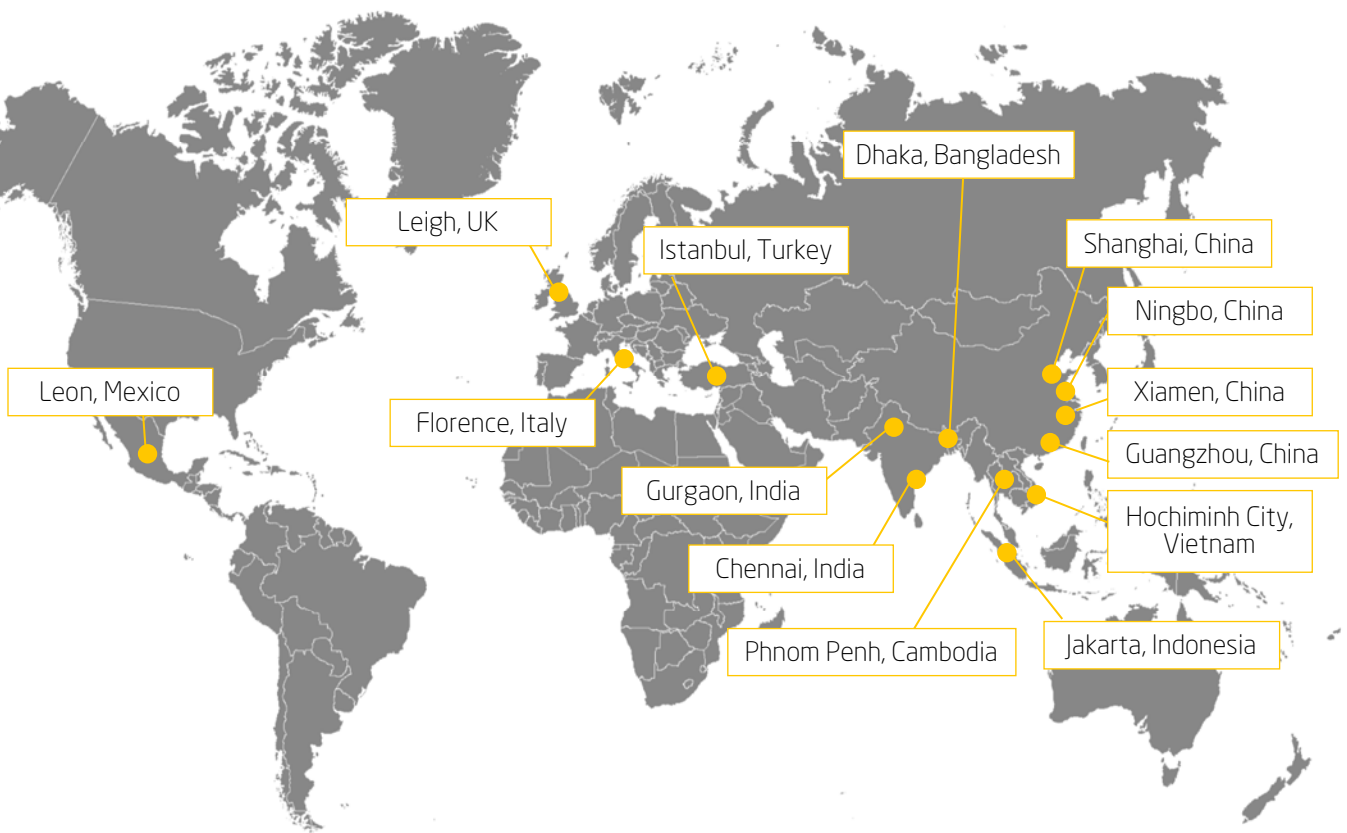 Dhaka, Bangladesh
Leigh, UK
Istanbul, Turkey
Shanghai, China
Ningbo, China
Leon, Mexico
Xiamen, China
Florence, Italy
Guangzhou, China
Gurgaon, India
Hochiminh City,
Vietnam
Chennai, India
Phnom Penh, Cambodia
Jakarta, Indonesia